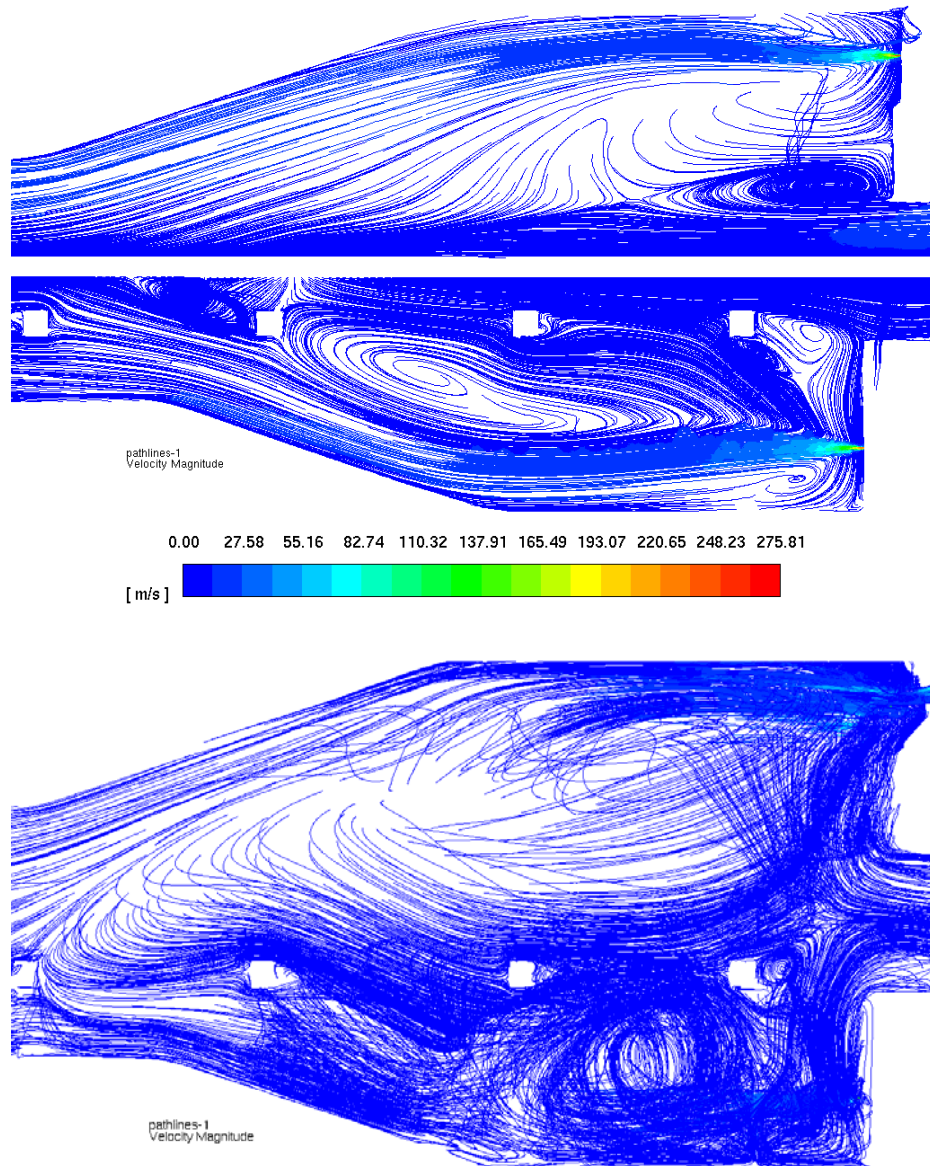 pathlines-1
Velocity Magnitude
0.00 27.58 55.16 82.74 110.32 137.91 165.49 193.07 220.65 248.23 275.81
[ m/s ]
pathlines-1
Velocity Magnitude